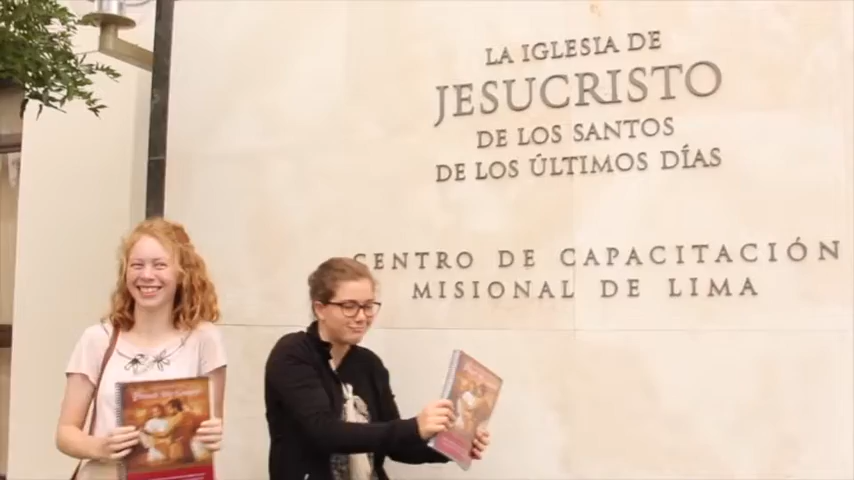 LA IGLESIA DE
JESUCRISTO
DE LOS SANTOS
DE LOS ÚLTIMOS DÍAS
CENTRO DE CAPACITACIÓN
MISIONAL DE LIMA